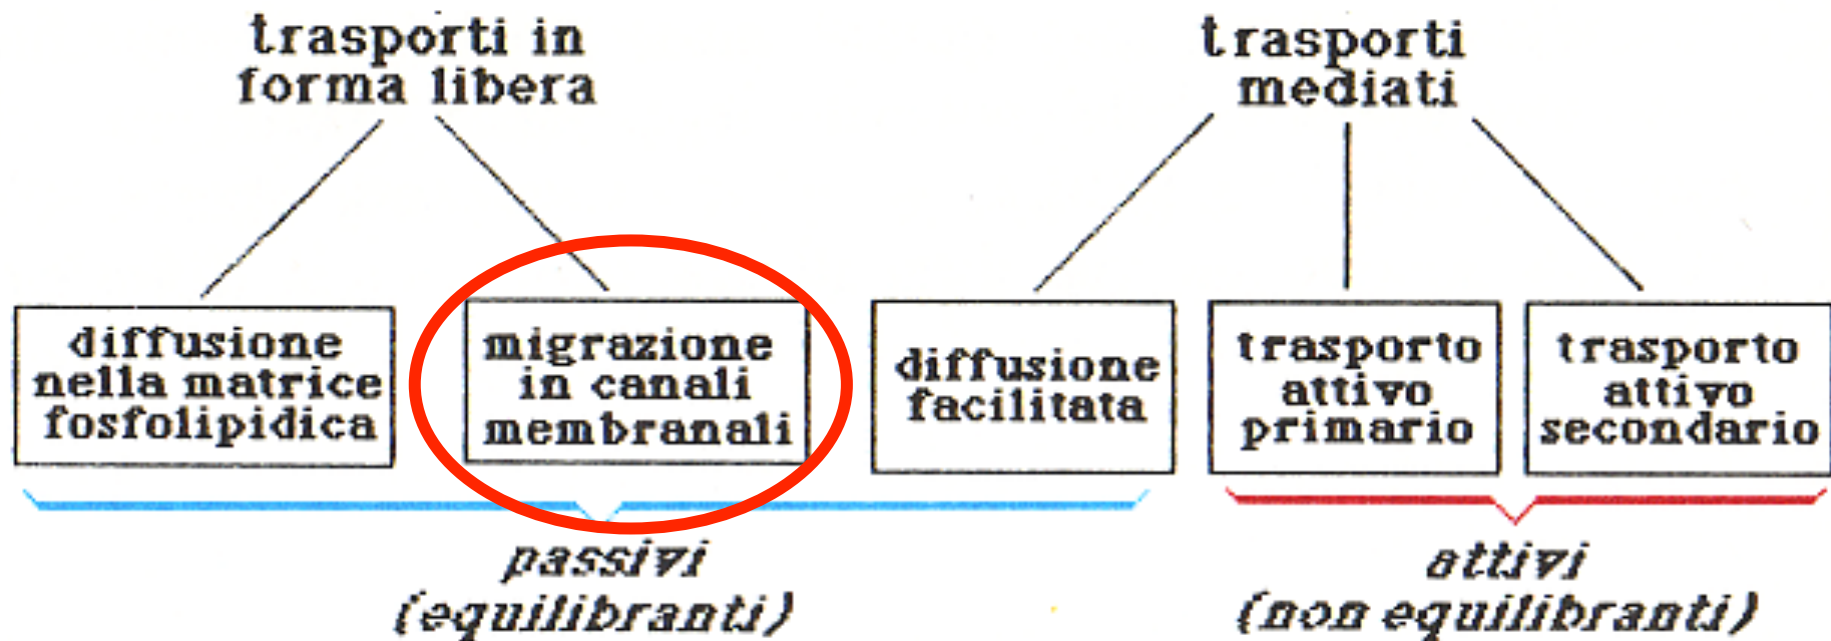 trasporti in
forma libera
trasporti
mediati
diffusione
nella matrice
fosfolipidica
migrazione
in canali
membranali
diffusione
facilitata
trasporto
attivo
primario
trasporto
attivo
secondario
passivi
(equilibranti)
attivi
(non equilibranti)